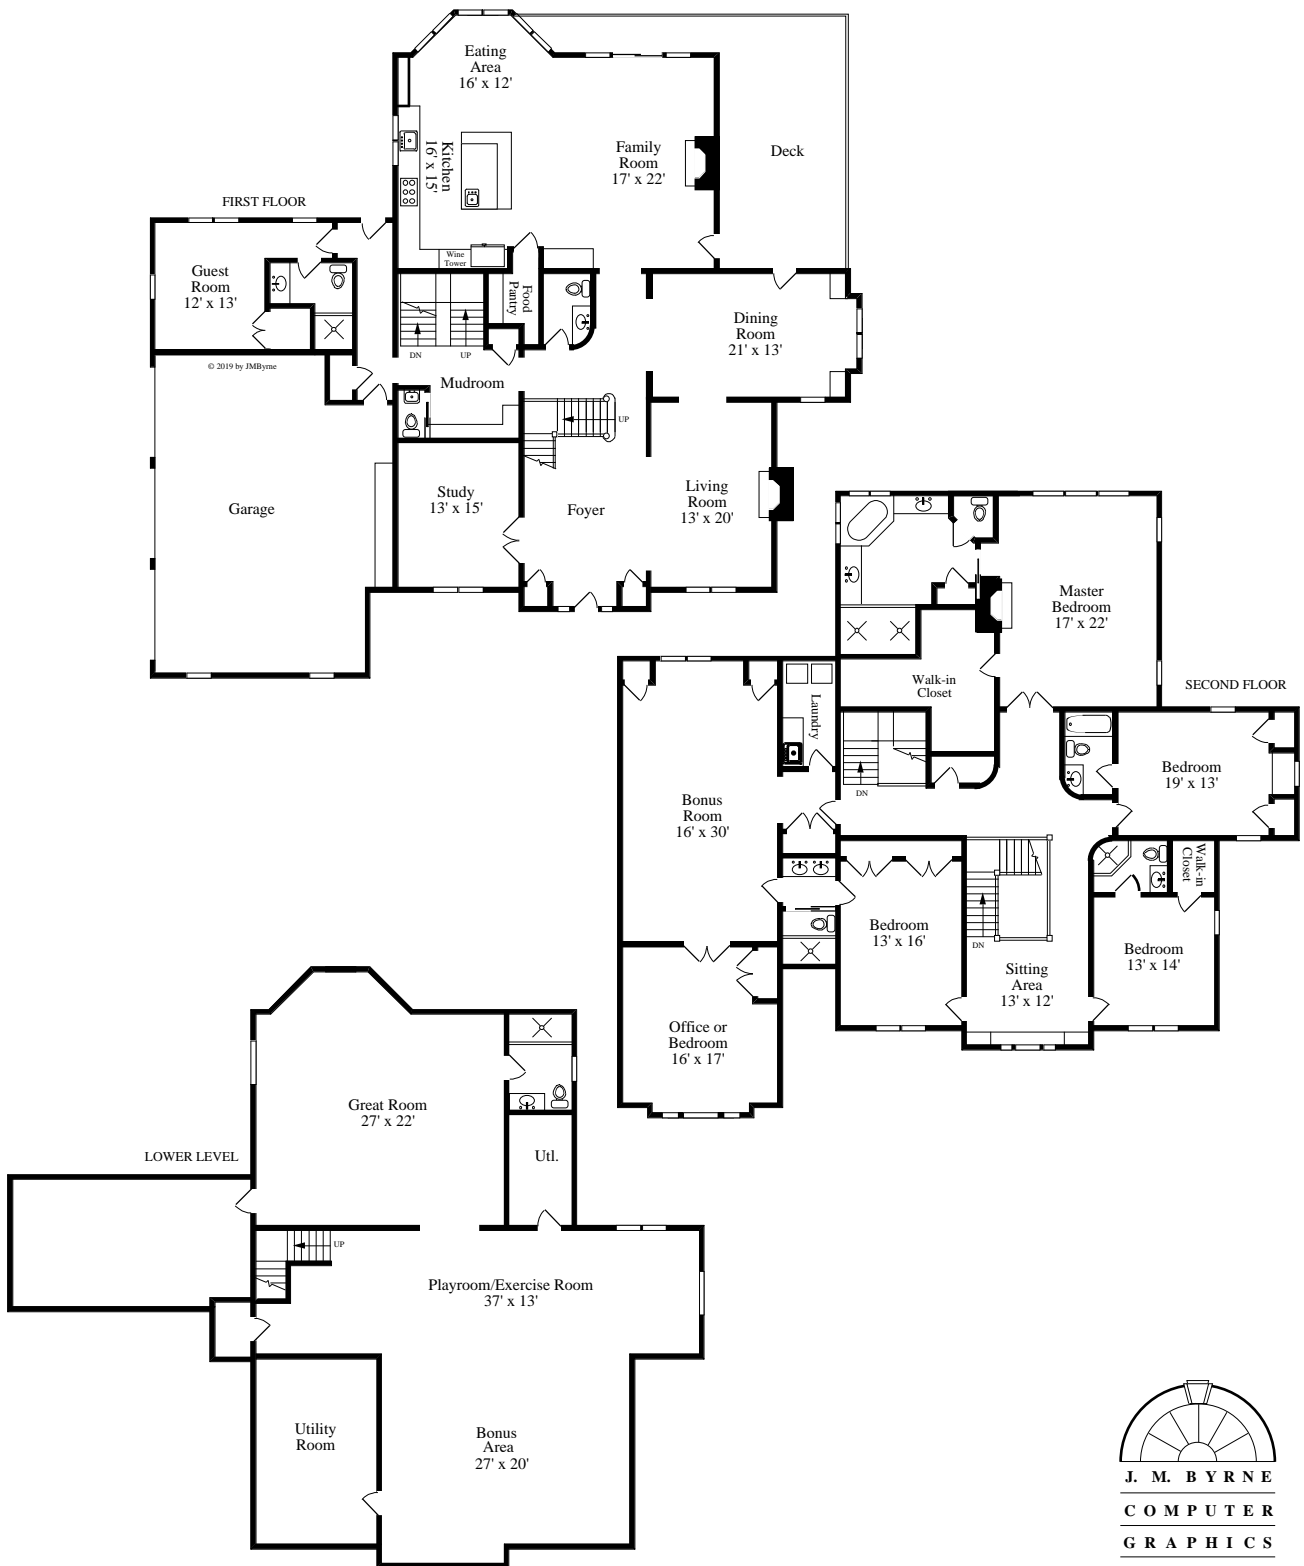 Eating
Area
16' x 12'
Kitchen
16' x 15'
Family
Room
17' x 22'
Deck
FIRST FLOOR
Wine
Tower
Guest
Room
12' x 13'
Food
Pantry
Dining
Room
21' x 13'
DN
UP
© 2019 by JMByrne
Mudroom
UP
Study
13' x 15'
Living
Room
13' x 20'
Garage
Foyer
Master
Bedroom
17' x 22'
Walk-in
Closet
SECOND FLOOR
Laundry
Bedroom
19' x 13'
DN
Bonus
Room
16' x 30'
Walk-in
Closet
Bedroom
13' x 16'
DN
Bedroom
13' x 14'
Sitting
Area
13' x 12'
Office or
Bedroom
16' x 17'
Great Room
27' x 22'
LOWER LEVEL
Utl.
UP
Playroom/Exercise Room
37' x 13'
Utility
Room
Bonus
Area
27' x 20'
J. M. BYRNE
COMPUTER
GRAPHICS